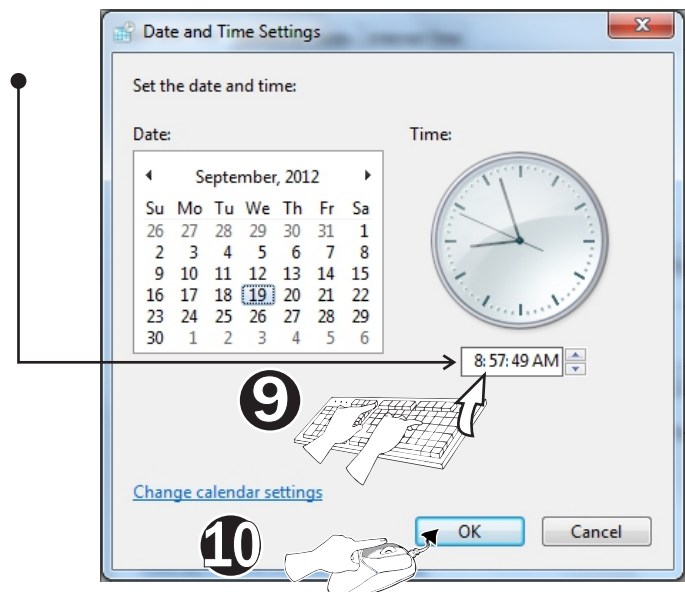 Date and Time Settings
Set the date and time:
Date:
Time:
September, 2012
Su Mo Tu We Th Fr Sa
26 27 28 29 30 31 1
2 3 4 5 6 7 8
9 10 11 12 13 14 15
16 17 18 19 20 21 22
23 24 25 26 27 28 29
30 1 2 3 4 5 6
8:57:49 AM
9
Change calendar settings
10
OK
Cancel